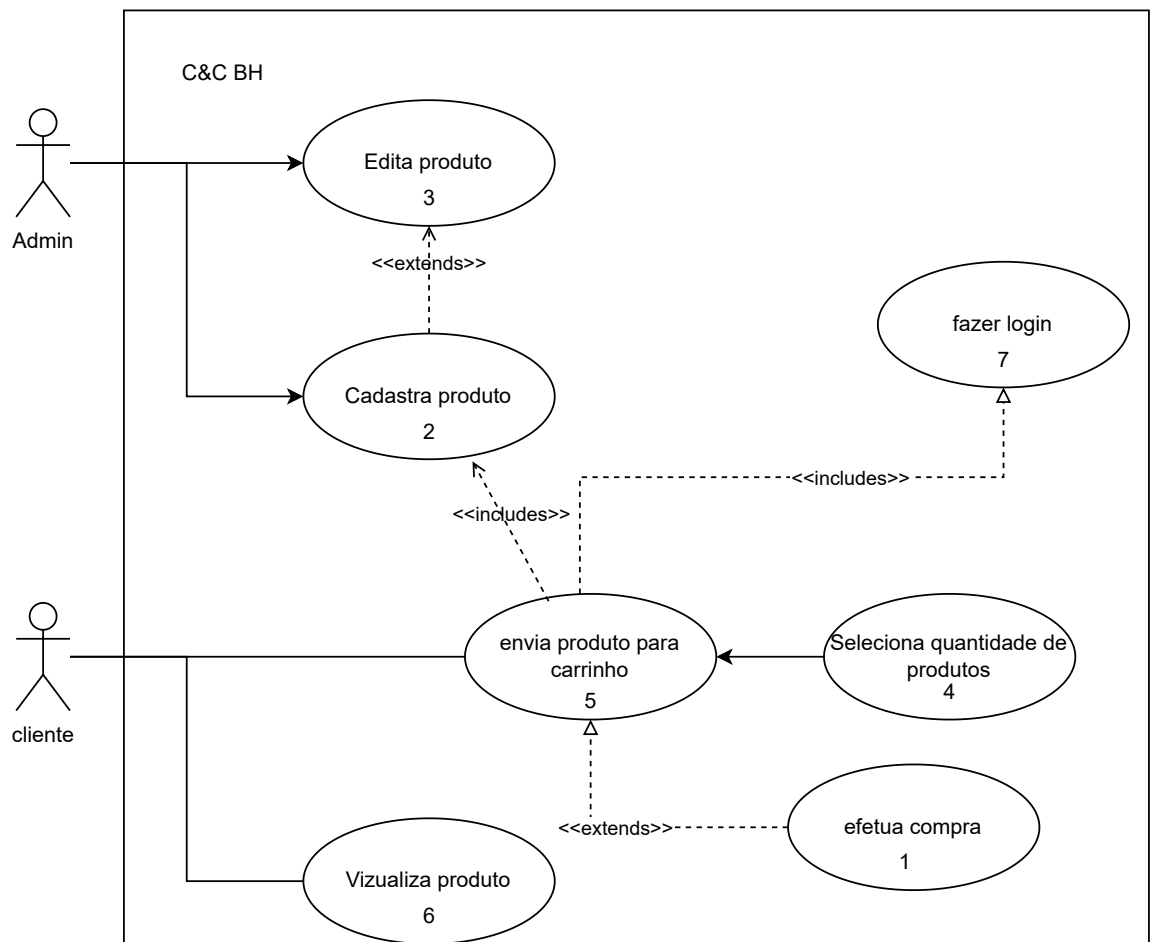 C&C BH
Edita produto
3
Admin
<<extends>>
fazer login
7
Cadastra produto
2
<<includes>>
<<includes>>
envia produto para
carrinho
5
Seleciona quantidade de
produtos
4
cliente
<<extends>>
efetua compra
1
Vizualiza produto
6